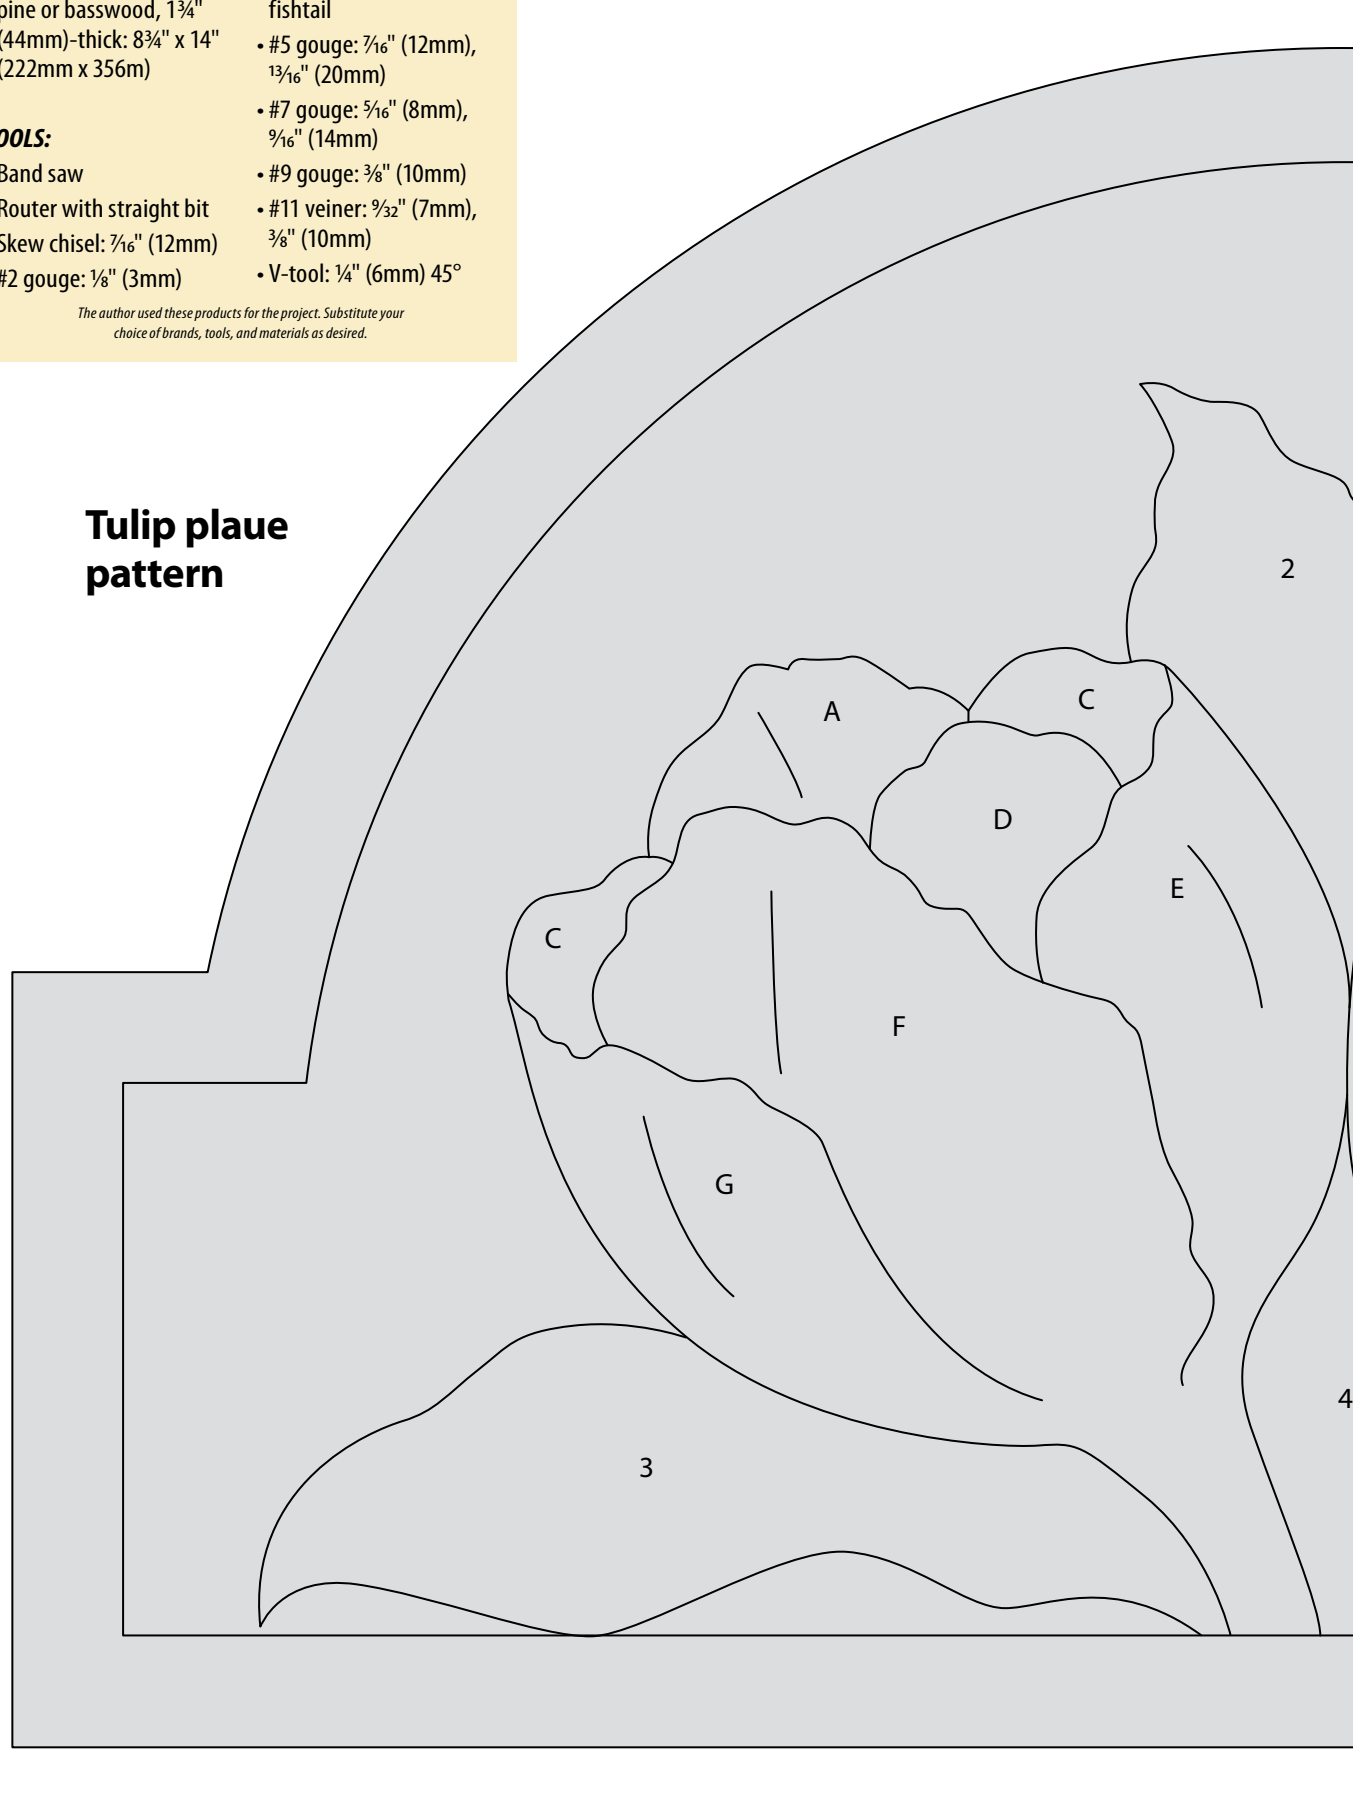 pine or basswood, 1¾"
(44mm)-thick: 8¾" x 14"
(222mm x 356m)
OOLS:
Band saw
Router with straight bit
Skew chisel: 7⁄16" (12mm)
#2 gouge: ⅛" (3mm)
fishtail
• #5 gouge: 7⁄16" (12mm),
13⁄16" (20mm)
• #7 gouge: 5⁄16" (8mm),
9⁄16" (14mm)
• #9 gouge: ⅜" (10mm)
• #11 veiner: 9⁄32" (7mm),
⅜" (10mm)
• V-tool: ¼" (6mm) 45°
The author used these products for the project. Substitute your
choice of brands, tools, and materials as desired.
Tulip plaue
pattern
2
A
C
D
E
C
F
G
4
3